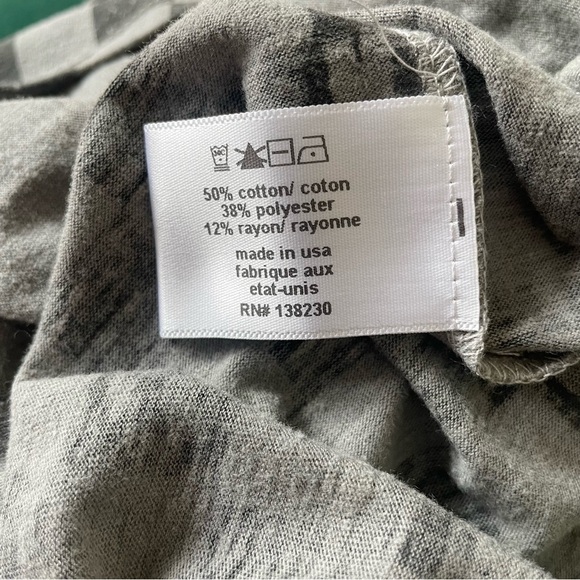 50% cotton/ coton
38% polyester
12% rayon/ rayonne
made in usa
fabrique aux
etat-unis
RN# 138230